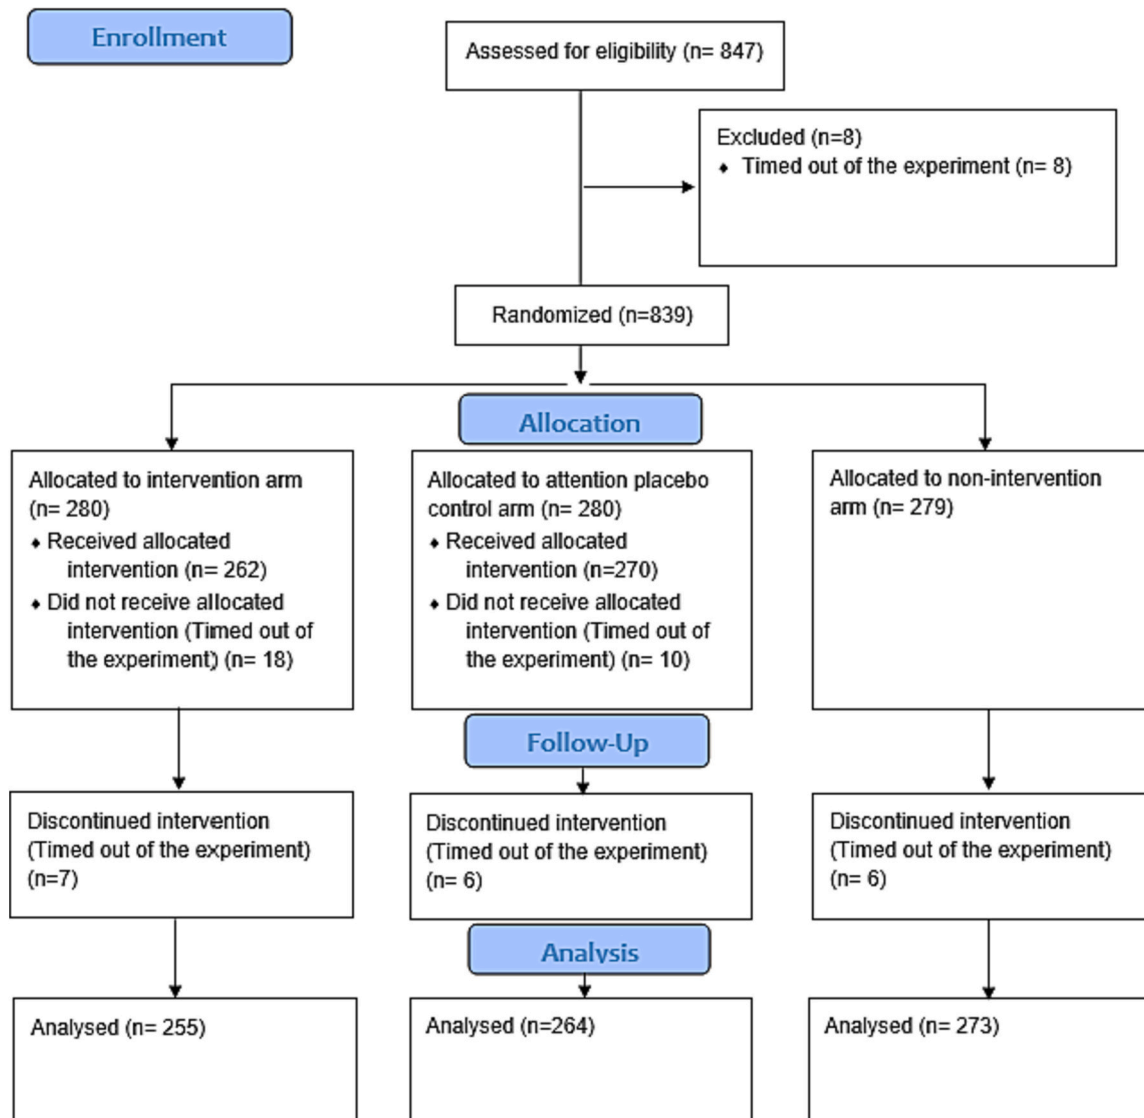 Enrollment
Assessed for eligibility (n= 847)
Excluded (n=8)
♦ Timed out of the experiment (n= 8)
Randomized (n=839)
Allocation
Allocated to intervention arm
(n= 280)
♦ Received allocated
intervention (n= 262)
♦ Did not receive allocated
intervention (Timed out of
the experiment) (n= 18)
Allocated to attention placebo
control arm (n= 280)
♦ Received allocated
intervention (n=270)
♦ Did not receive allocated
intervention (Timed out of
the experiment) (n= 10)
Allocated to non-intervention
arm (n= 279)
Follow-Up
Discontinued intervention
(Timed out of the experiment)
(n=7)
Discontinued intervention
(Timed out of the experiment)
(n= 6)
Discontinued intervention
(Timed out of the experiment)
(n= 6)
Analysis
Analysed (n= 255)
Analysed (n=264)
Analysed (n= 273)